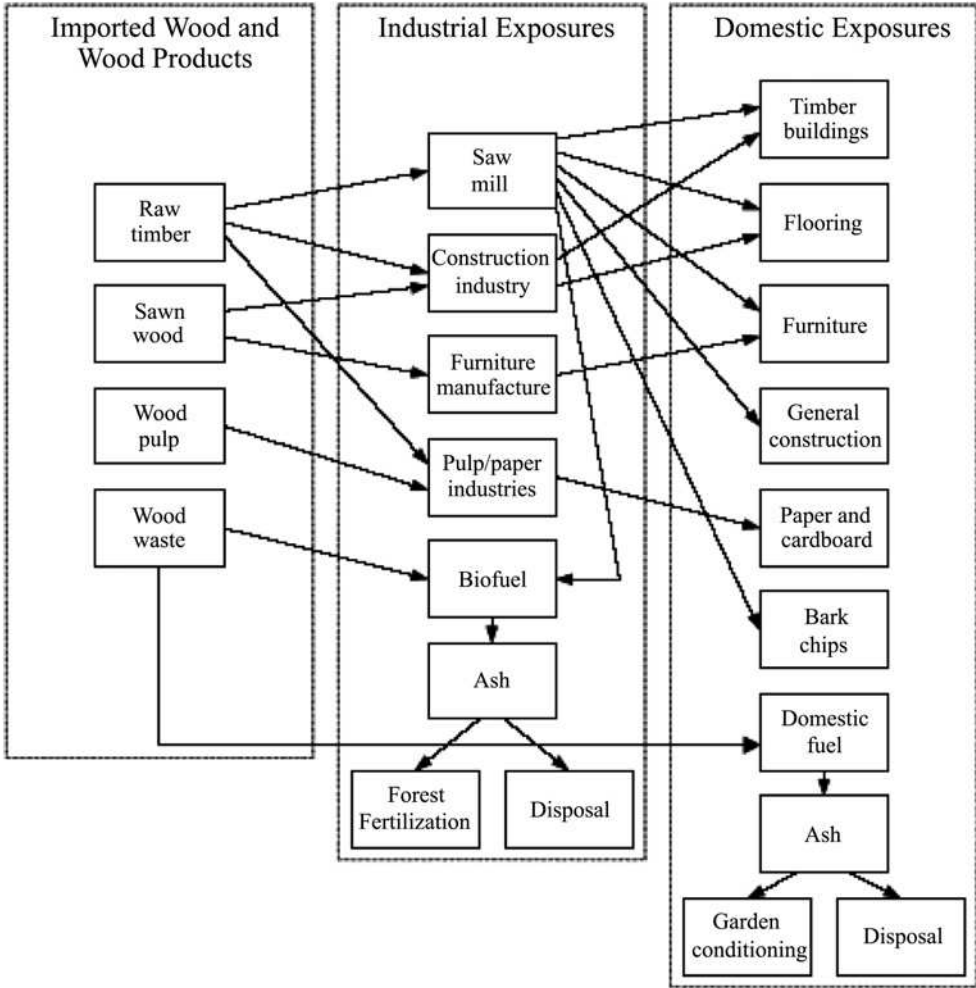 Imported Wood and
Wood Products
Raw
timber
Sawn
wood
Wood
pulp
Wood
waste
Industrial Exposures
Saw
mill
Construction
industry
Furniture
manufacture
Pulp/paper
industries
Biofuel
Ash
Forest
Fertilization
Disposal
Domestic Exposures
Timber
buildings
Flooring
Furniture
General
construction
Paper and
cardboard
Bark
chips
Domestic
fuel
Ash
Garden
conditioning
Disposal